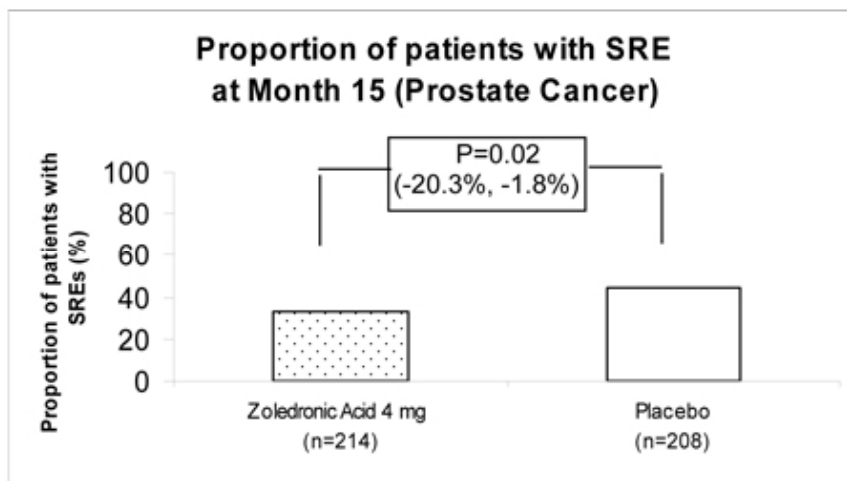 Proportion of patients with SRE
at Month 15 (Prostate Cancer)
P=0.02
(-20.3%, -1.8%)
Proportion of patients with
SREs (%)
100
80
60
40
20
0
Zoledronic Acid 4 mg
(n=214)
Placebo
(n=208)